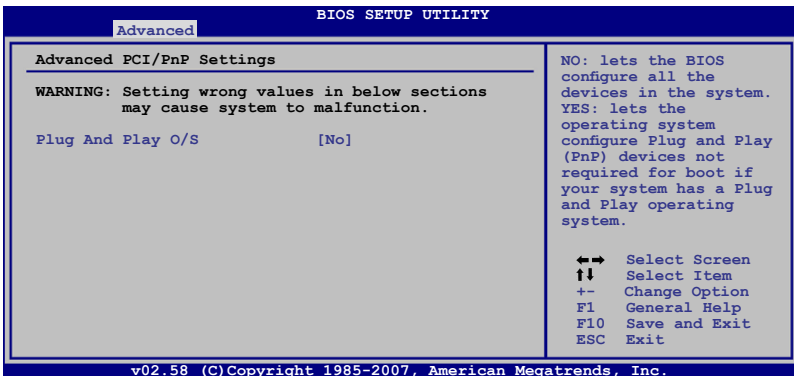 BIOS SETUP UTILITY
Advanced
Advanced PCI/PnP Settings
WARNING: Setting wrong values in below sections
may cause system to malfunction.
Plug And Play O/S [No]
NO: lets the BIOS
configure all the
devices in the system.
YES: lets the
operating system
configure Plug and Play
(PnP) devices not
required for boot if
your system has a Plug
and Play operating
system.
←→ Select Screen
↑↓ Select Item
+- Change Option
F1 General Help
F10 Save and Exit
ESC Exit
v02.58 (C)Copyright 1985-2007, American Megatrends, Inc.